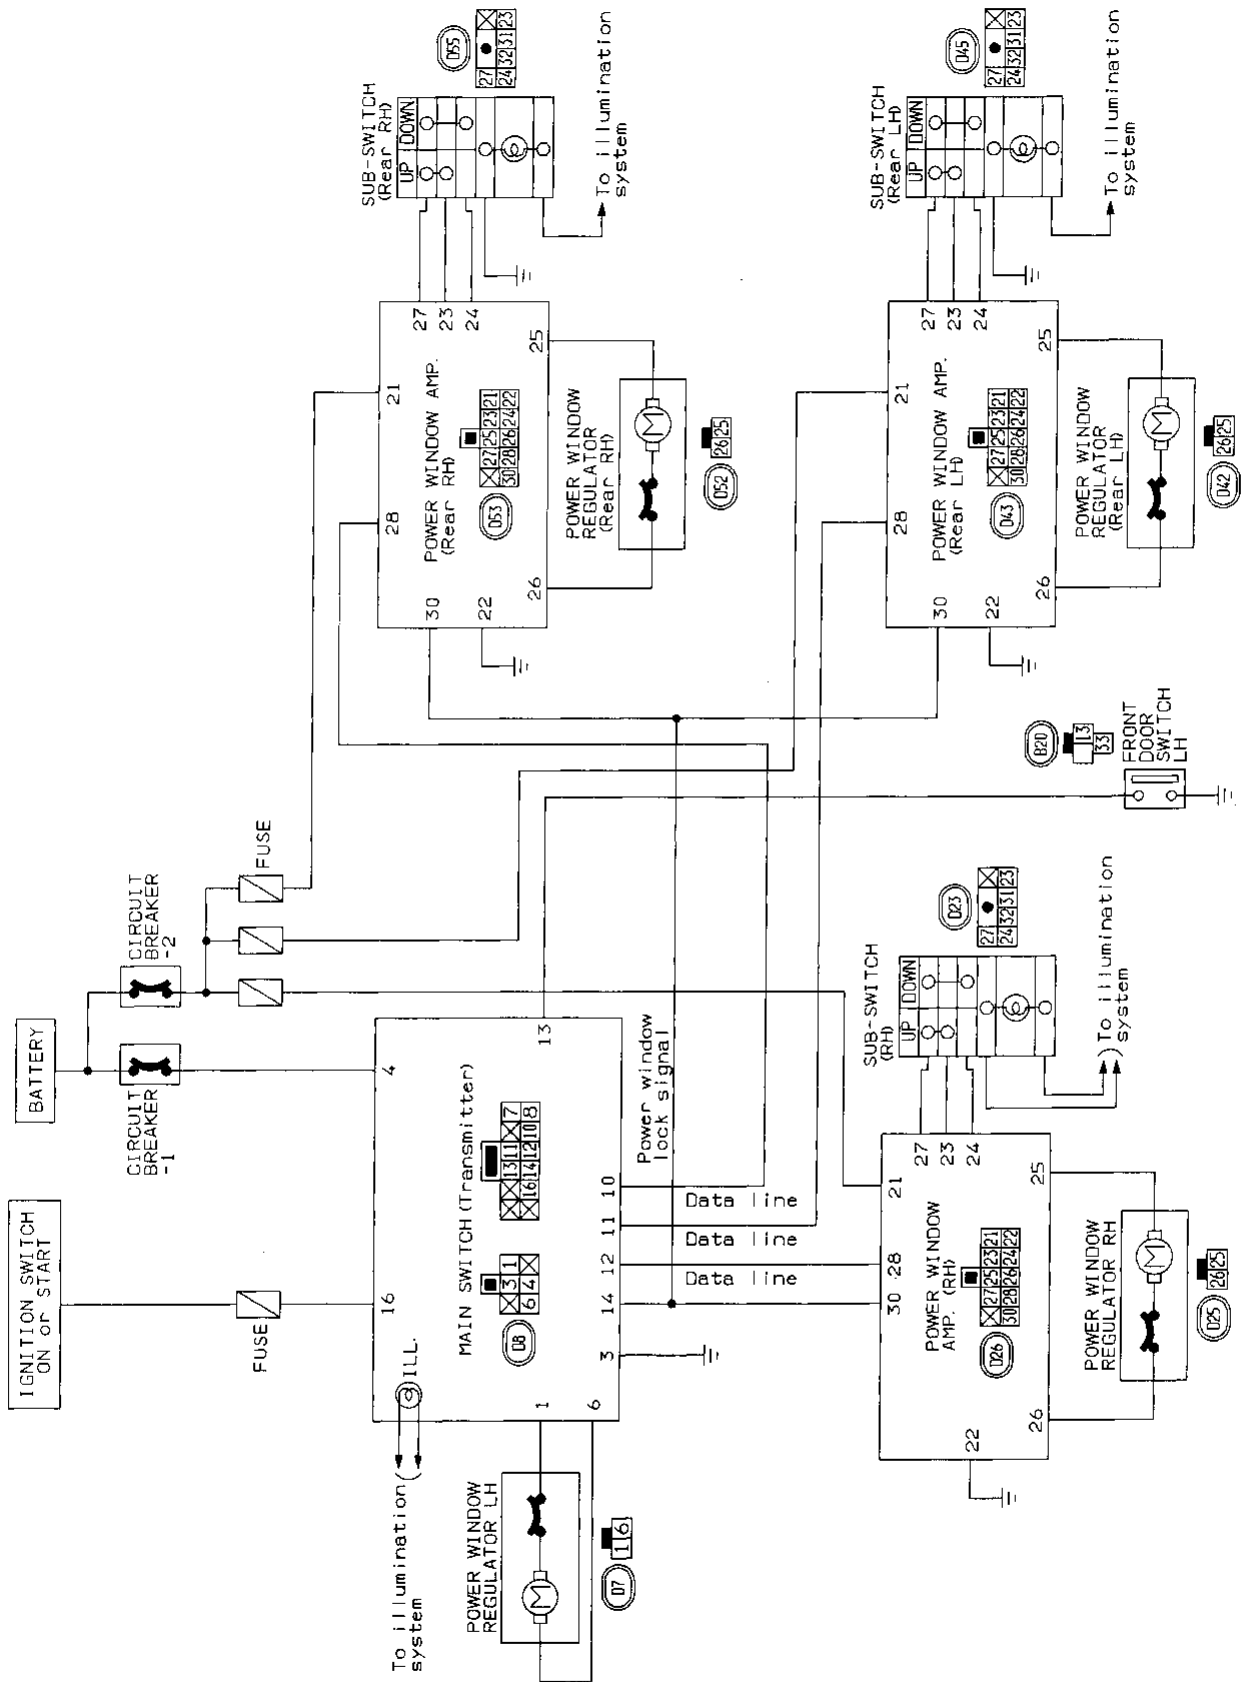 IGNITION SWITCH
ON or START
BATTERY
FUSE
CIRCUIT
BREAKER
-1
CIRCUIT
BREAKER
-2
FUSE
To illumination
system
ILL.
16
4
13
MAIN SWITCH (Transmitter)
D8
3 1
6 4
13 11 7
16 14 12 10 8
1
6
3
14
12
11
10
Data line
Data line
Data line
Power window
lock signal
POWER WINDOW
REGULATOR LH
M
D7
1 6
30
28
21
POWER WINDOW
AMP. (RH)
D26
27 25 23 21
30 28 26 24 22
22
26
25
27
23
24
POWER WINDOW
REGULATOR RH
M
D25
26 25
SUB-SWITCH
(RH)
UP DOWN
D23
27
24 32 31 23
To illumination
system
FRONT
DOOR
SWITCH
LH
B20
13
33
28
21
30
22
26
25
27
23
24
POWER WINDOW AMP.
(Rear RH)
D53
27 25 23 21
30 28 26 24 22
POWER WINDOW
REGULATOR
(Rear RH)
M
D52
26 25
SUB-SWITCH
(Rear RH)
UP DOWN
D55
27
24 32 31 23
To illumination
system
28
21
30
22
26
25
27
23
24
POWER WINDOW AMP.
(Rear LH)
D43
27 25 23 21
30 28 26 24 22
POWER WINDOW
REGULATOR
(Rear LH)
M
D42
26 25
SUB-SWITCH
(Rear LH)
UP DOWN
D45
27
24 32 31 23
To illumination
system